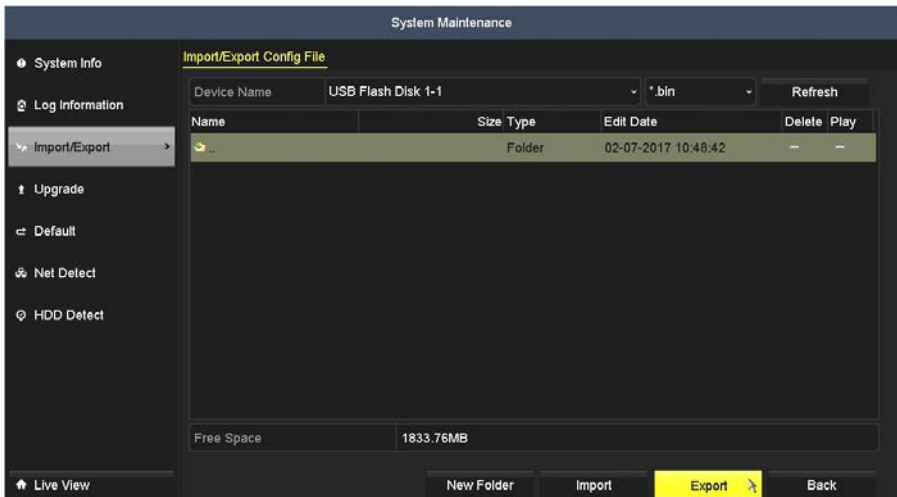 System Maintenance
System Info
Log Information
Import/Export
Upgrade
Default
Net Detect
HDD Detect
Live View
Import/Export Config File
Device Name USB Flash Disk 1-1 *.bin Refresh
Name Size Type Edit Date Delete Play
.. Folder 02-07-2017 10:48:42 — —
Free Space 1833.76MB
New Folder Import Export Back